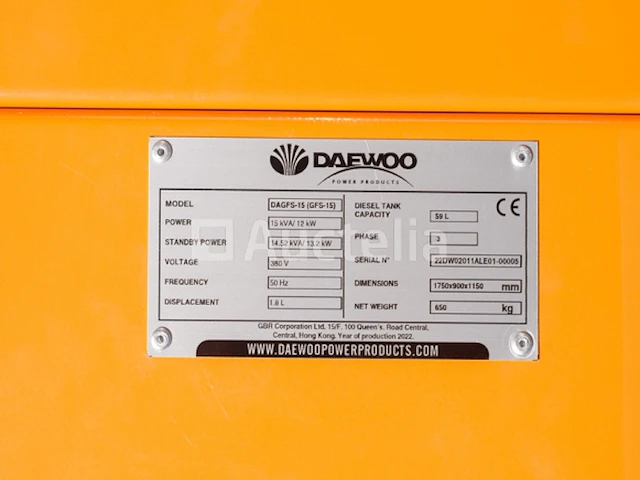 DAEWOO
POWER PRODUCTS
MODEL DAGFS-15 (GFS-15)
POWER 15 kVA/ 12 kW
STANDBY POWER 14.52 kVA/ 13.2 kW
VOLTAGE 380 V
FREQUENCY 50 Hz
DISPLACEMENT 1.8 L
DIESEL TANK
CAPACITY 59 L
CE
PHASE 3
SERIAL N° 22DW02011ALE01-00005
DIMENSIONS 1750x900x1150 mm
NET WEIGHT 650 kg
Auctelia
GBR Corporation Ltd, 15/F, 100 Queen's, Road Central,
Central, Hong Kong. Year of production 2022.
WWW.DAEWOOPOWERPRODUCTS.COM